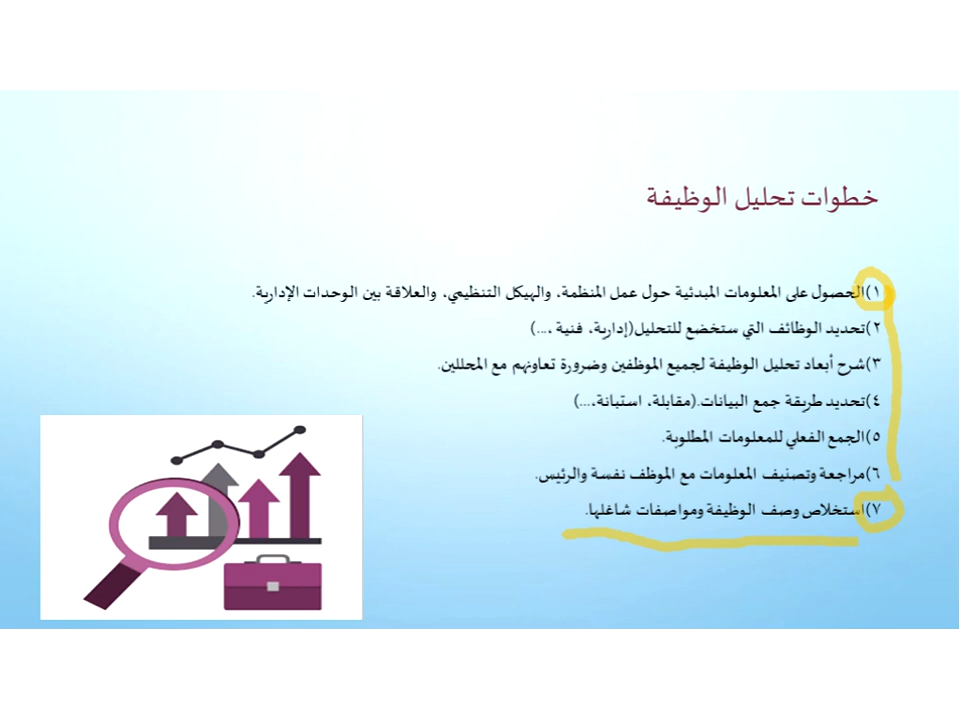 خطوات تحليل الوظيفة
١)الحصول على المعلومات المبدئية حول عمل المنظمة، والهيكل التنظيمي، والعلاقة بين الوحدات الإدارية.
٢)تحديد الوظائف التي ستخضع للتحليل(إدارية، فنية ،...)
٣)شرح أبعاد تحليل الوظيفة لجميع الموظفين وضرورة تعاونهم مع المحللين.
٤)تحديد طريقة جمع البيانات.(مقابلة، استبانة،...)
٥)الجمع الفعلي للمعلومات المطلوبة.
٦)مراجعة وتصنيف المعلومات مع الموظف نفسة والرئيس.
٧)استخلاص وصف الوظيفة ومواصفات شاغلها.